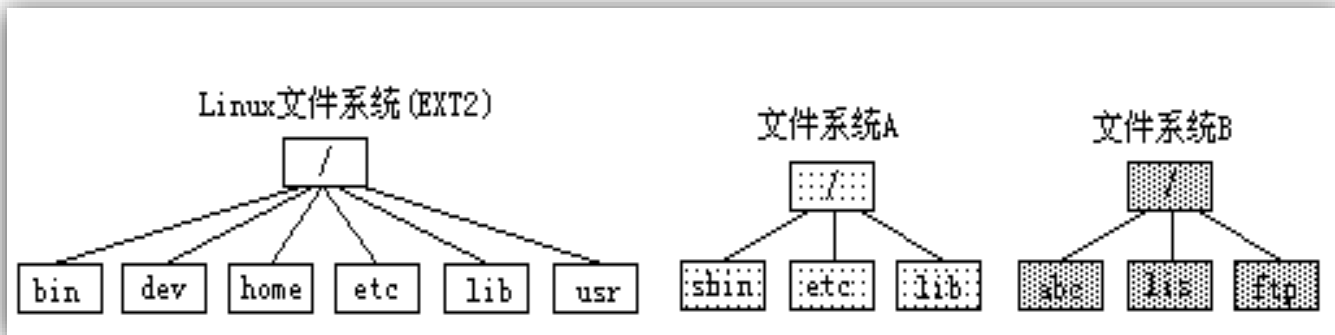 Linux文件系统(EXT2)
文件系统A
文件系统B
/
/
/
bin
dev
home
etc
lib
usr
sbin
etc
lib
abc
lis
ftp